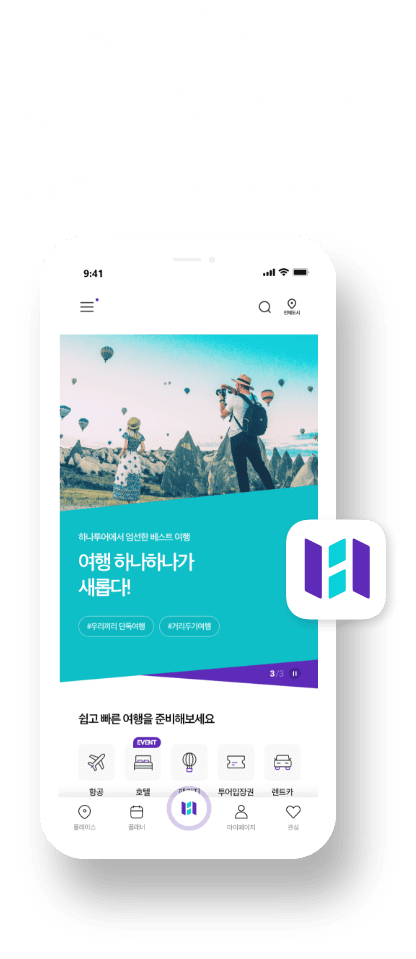 9:41
현재도시
하나투어에서 엄선한 베스트 여행
여행 하나하나가
새롭다!
#우리끼리 단독여행
#거리두기여행
3/3
쉽고 빠른 여행을 준비해보세요
EVENT
항공
호텔
투어입장권
렌트카
플레이스
플래너
마이페이지
관심